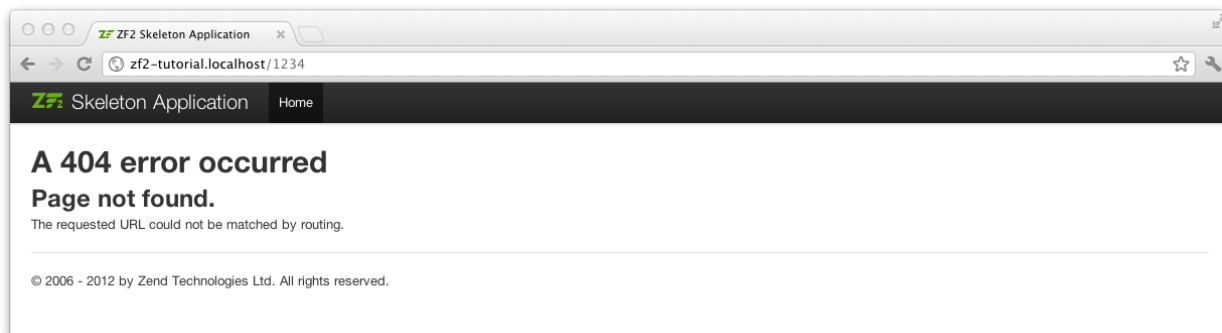 ZF2 Skeleton Application
zf2-tutorial.localhost/1234
ZF2 Skeleton Application Home
A 404 error occurred
Page not found.
The requested URL could not be matched by routing.
© 2006 - 2012 by Zend Technologies Ltd. All rights reserved.